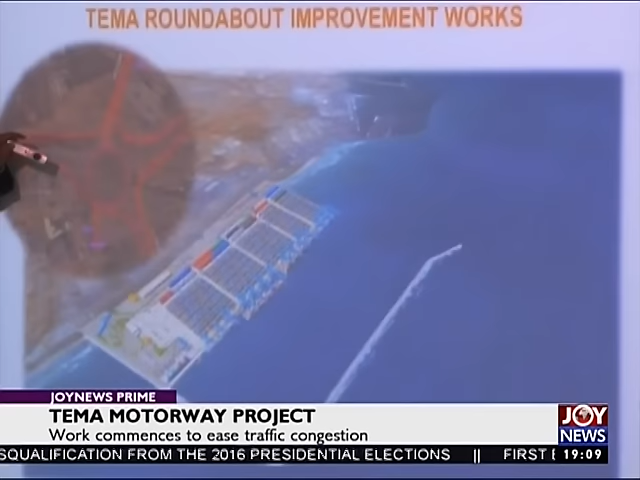 TEMA ROUNDABOUT IMPROVEMENT WORKS
JOYNEWS PRIME
TEMA MOTORWAY PROJECT
Work commences to ease traffic congestion
JOY
NEWS
SQUALIFICATION FROM THE 2016 PRESIDENTIAL ELECTIONS || FIRST
19:09